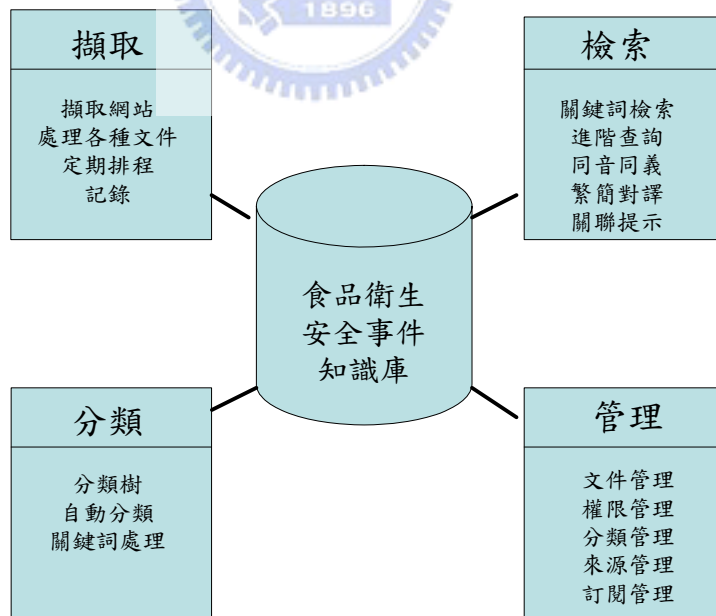 1896
擷取
擷取網站
處理各種文件
定期排程
記錄
檢索
關鍵詞檢索
進階查詢
同音同義
繁簡對譯
關聯提示
食品衛生
安全事件
知識庫
分類
分類樹
自動分類
關鍵詞處理
管理
文件管理
權限管理
分類管理
來源管理
訂閱管理